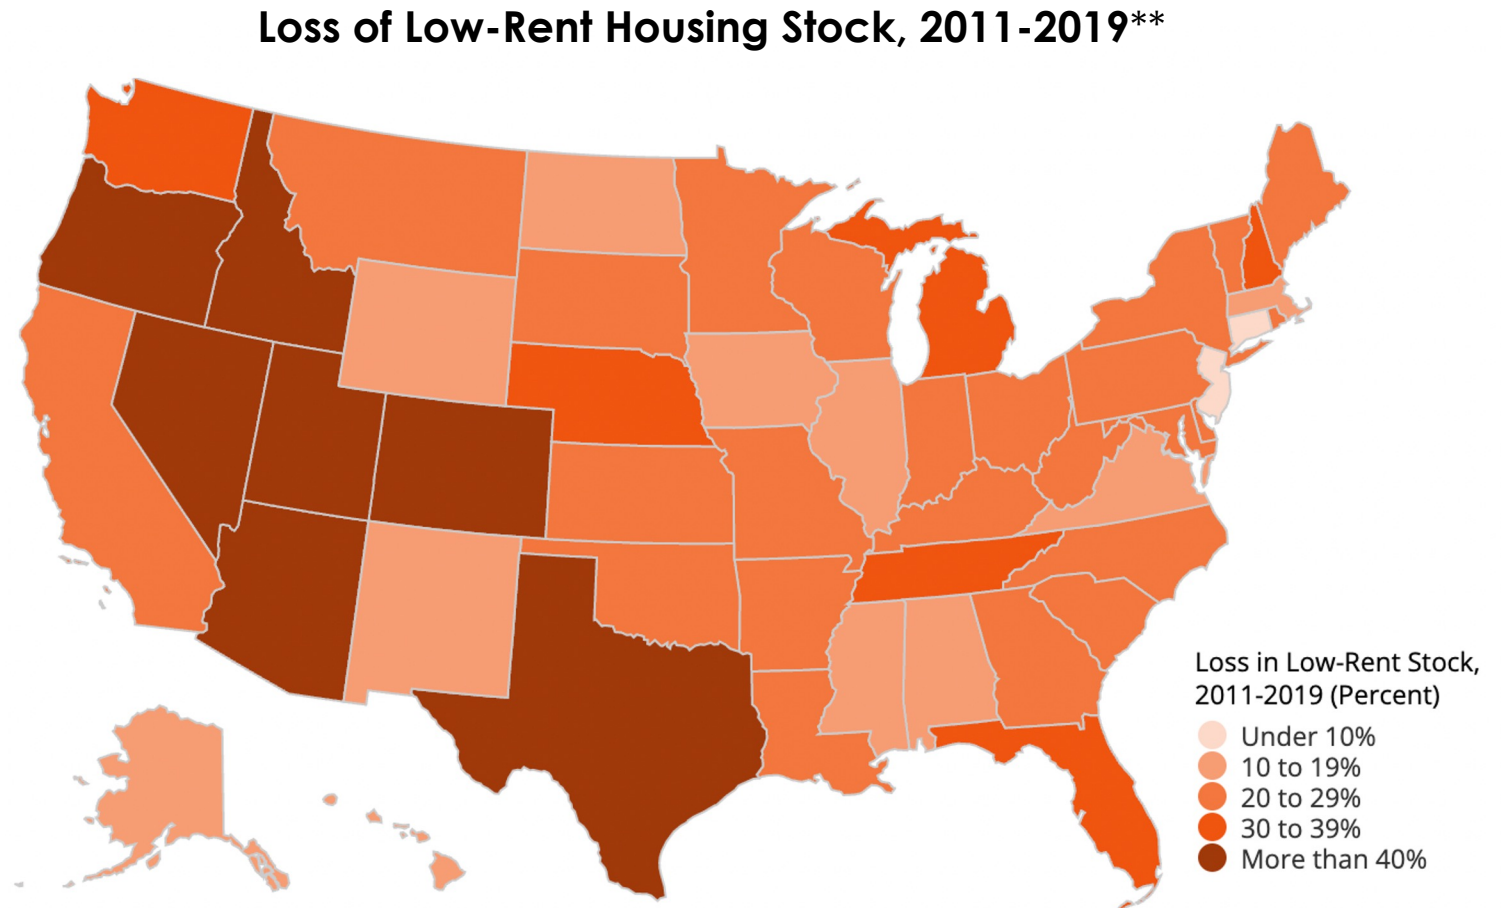 Loss of Low-Rent Housing Stock, 2011-2019**
Loss in Low-Rent Stock,
2011-2019 (Percent)
Under 10%
10 to 19%
20 to 29%
30 to 39%
More than 40%